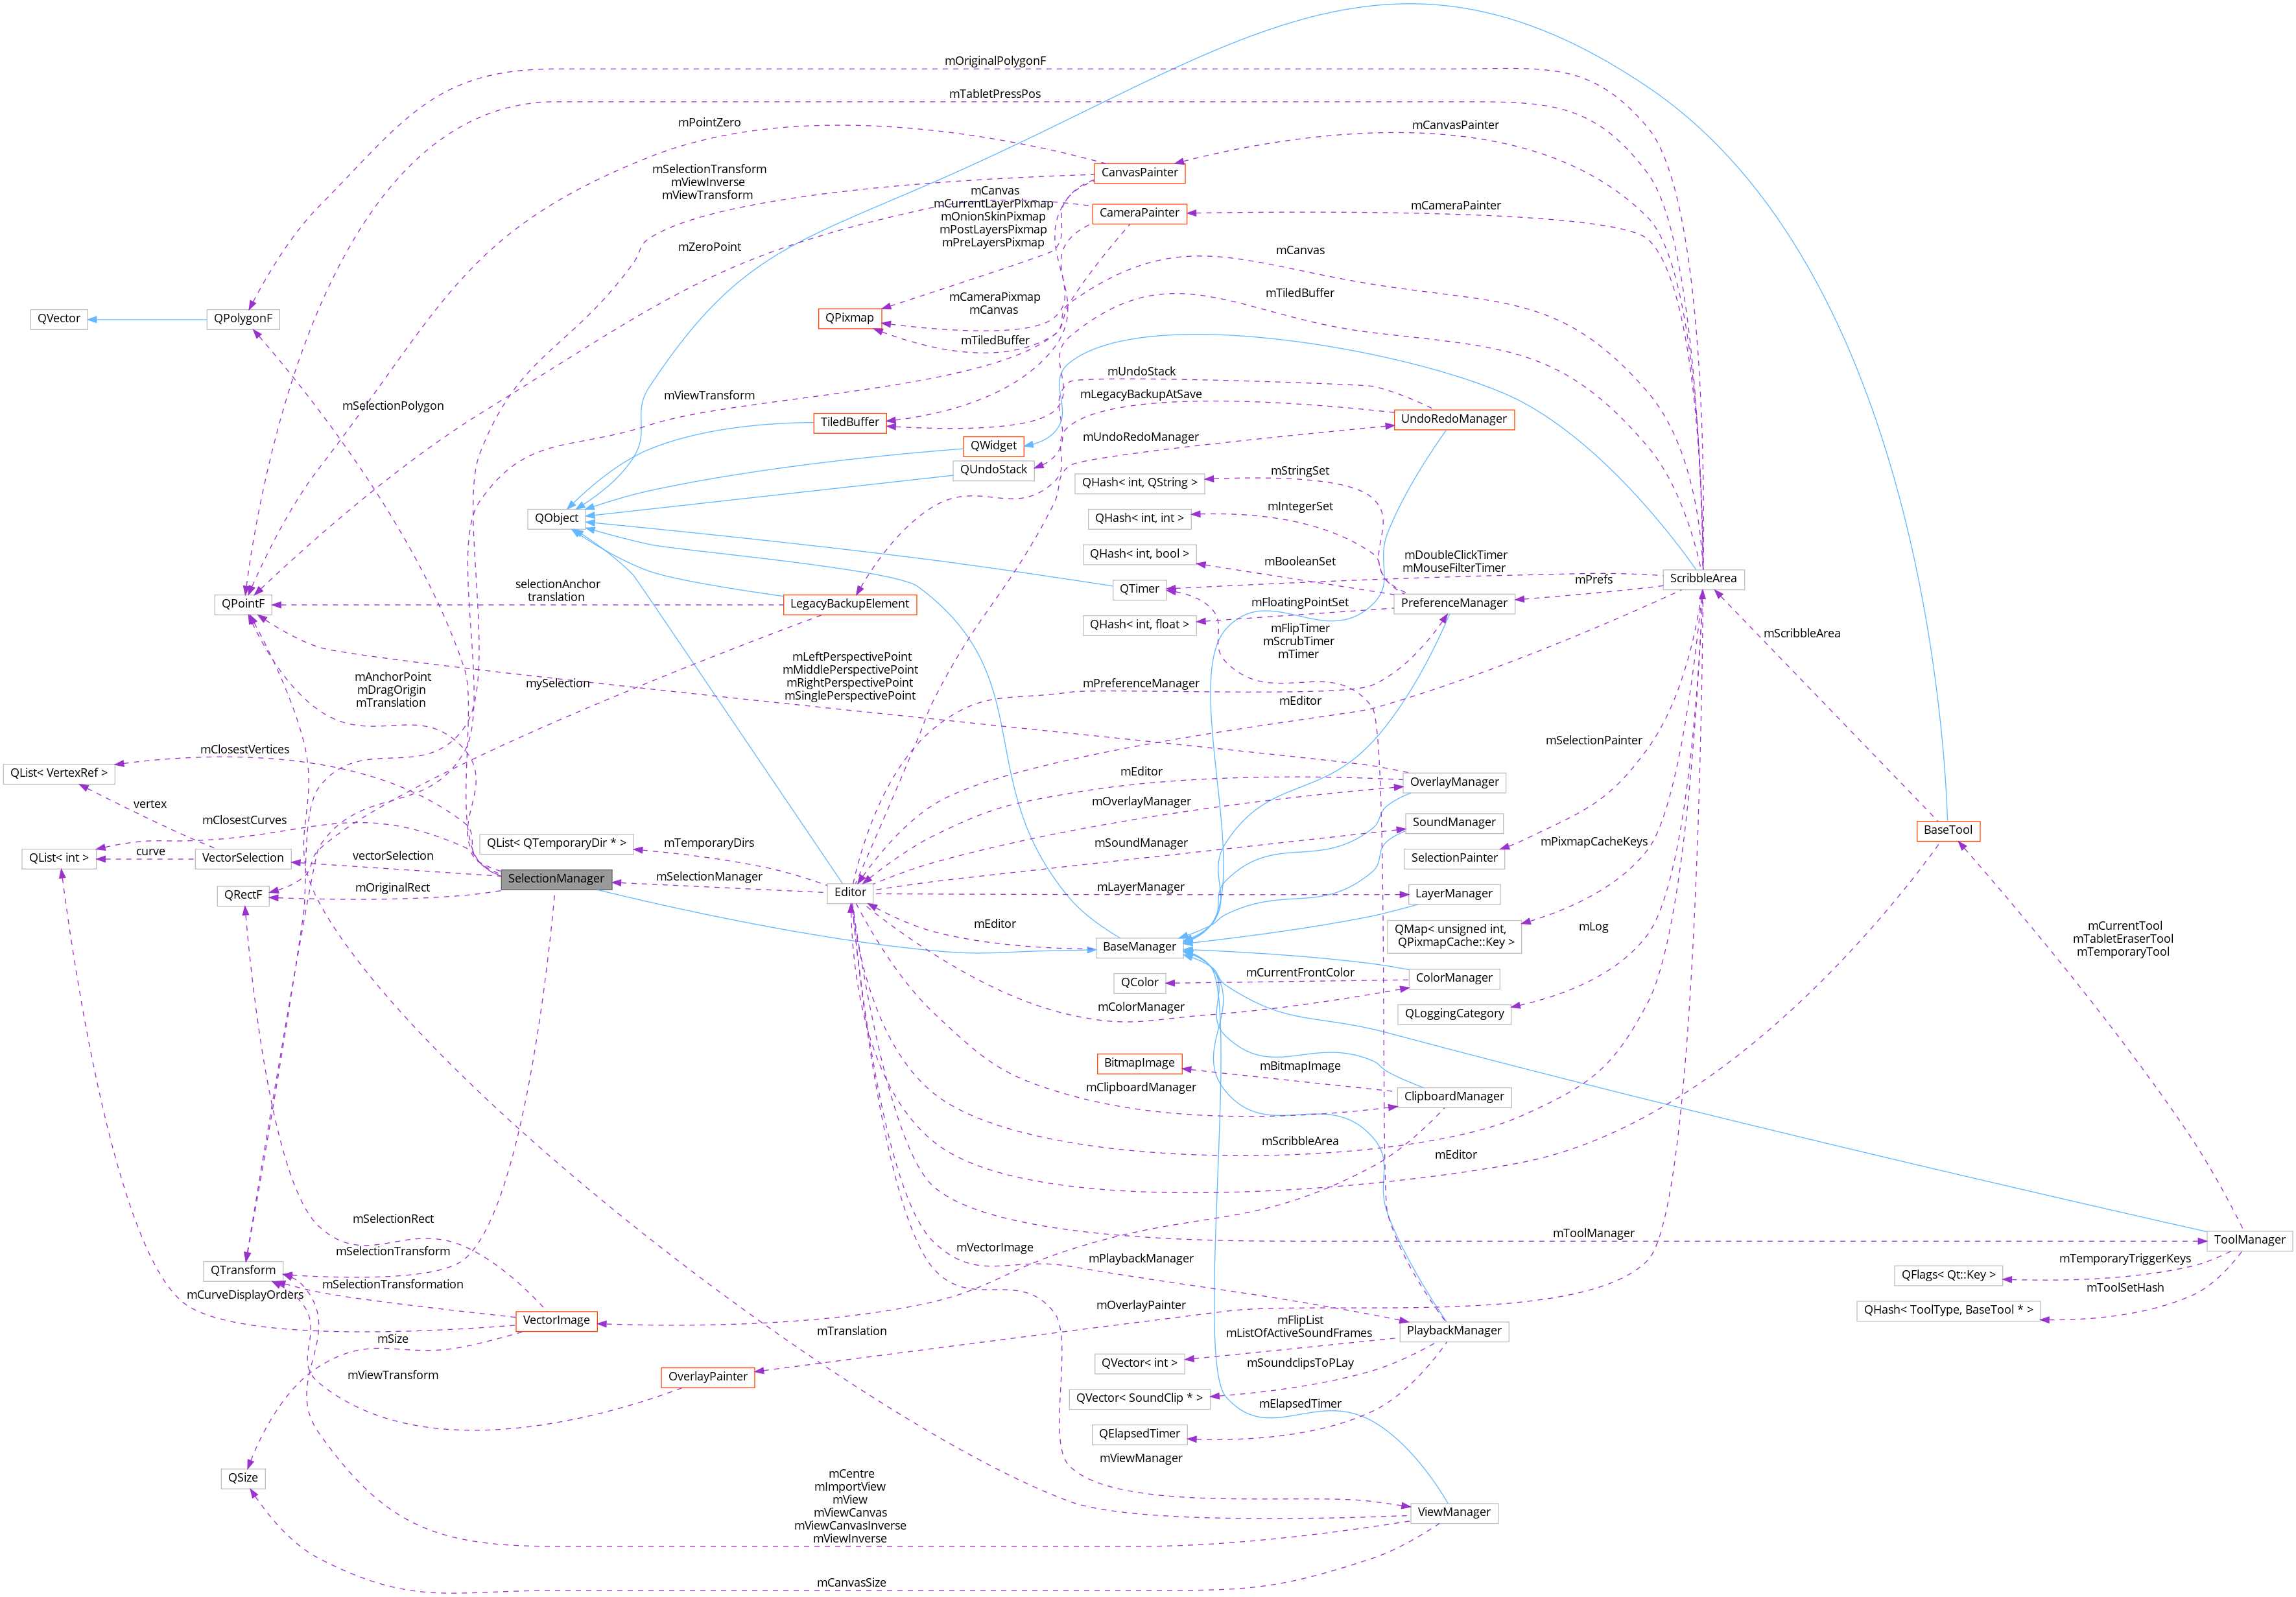 mOriginalPolygonF
mTabletPressPos
mPointZero
mCanvasPainter
mSelectionTransform
mViewInverse
mViewTransform
CanvasPainter
mCanvas
mCurrentLayerPixmap
mOnionSkinPixmap
mPostLayersPixmap
mPreLayersPixmap
CameraPainter
mCameraPainter
mZeroPoint
mCanvas
mTiledBuffer
mCameraPixmap
mCanvas
QVector
QPolygonF
QPixmap
mTiledBuffer
mUndoStack
mLegacyBackupAtSave
mViewTransform
mSelectionPolygon
TiledBuffer
UndoRedoManager
mUndoRedoManager
QWidget
QUndoStack
mStringSet
QHash< int, QString >
mIntegerSet
QObject
QHash< int, int >
mBooleanSet
QHash< int, bool >
mDoubleClickTimer
mMouseFilterTimer
mPrefs
ScribbleArea
QTimer
selectionAnchor
translation
QPointF
LegacyBackupElement
mFloatingPointSet
PreferenceManager
QHash< int, float >
mFlipTimer
mScrubTimer
mTimer
mScribbleArea
mLeftPerspectivePoint
mMiddlePerspectivePoint
mRightPerspectivePoint
mSinglePerspectivePoint
mAnchorPoint
mDragOrigin
mTranslation
mySelection
mPreferenceManager
mEditor
mSelectionPainter
mClosestVertices
QList< VertexRef >
mEditor
OverlayManager
vertex
mOverlayManager
mClosestCurves
SoundManager
BaseTool
QList< QTemporaryDir * >
mTemporaryDirs
mSoundManager
mPixmapCacheKeys
QList< int >
curve
VectorSelection
vectorSelection
SelectionManager
mSelectionManager
SelectionPainter
mOriginalRect
QRectF
Editor
mLayerManager
LayerManager
mEditor
BaseManager
QMap< unsigned int,
QPixmapCache::Key >
mLog
mCurrentTool
mTabletEraserTool
mTemporaryTool
mCurrentFrontColor
QColor
ColorManager
mColorManager
QLoggingCategory
BitmapImage
mBitmapImage
mClipboardManager
ClipboardManager
mScribbleArea
mEditor
mSelectionRect
mToolManager
ToolManager
mSelectionTransform
mVectorImage
mPlaybackManager
QTransform
mSelectionTransformation
mCurveDisplayOrders
mTemporaryTriggerKeys
QFlags< Qt::Key >
mToolSetHash
QHash< ToolType, BaseTool * >
mOverlayPainter
VectorImage
mSize
mTranslation
mFlipList
mListOfActiveSoundFrames
PlaybackManager
QVector< int >
mSoundclipsToPLay
mViewTransform
OverlayPainter
QVector< SoundClip * >
mElapsedTimer
QElapsedTimer
mViewManager
QSize
mCentre
mImportView
mView
mViewCanvas
mViewCanvasInverse
mViewInverse
ViewManager
mCanvasSize